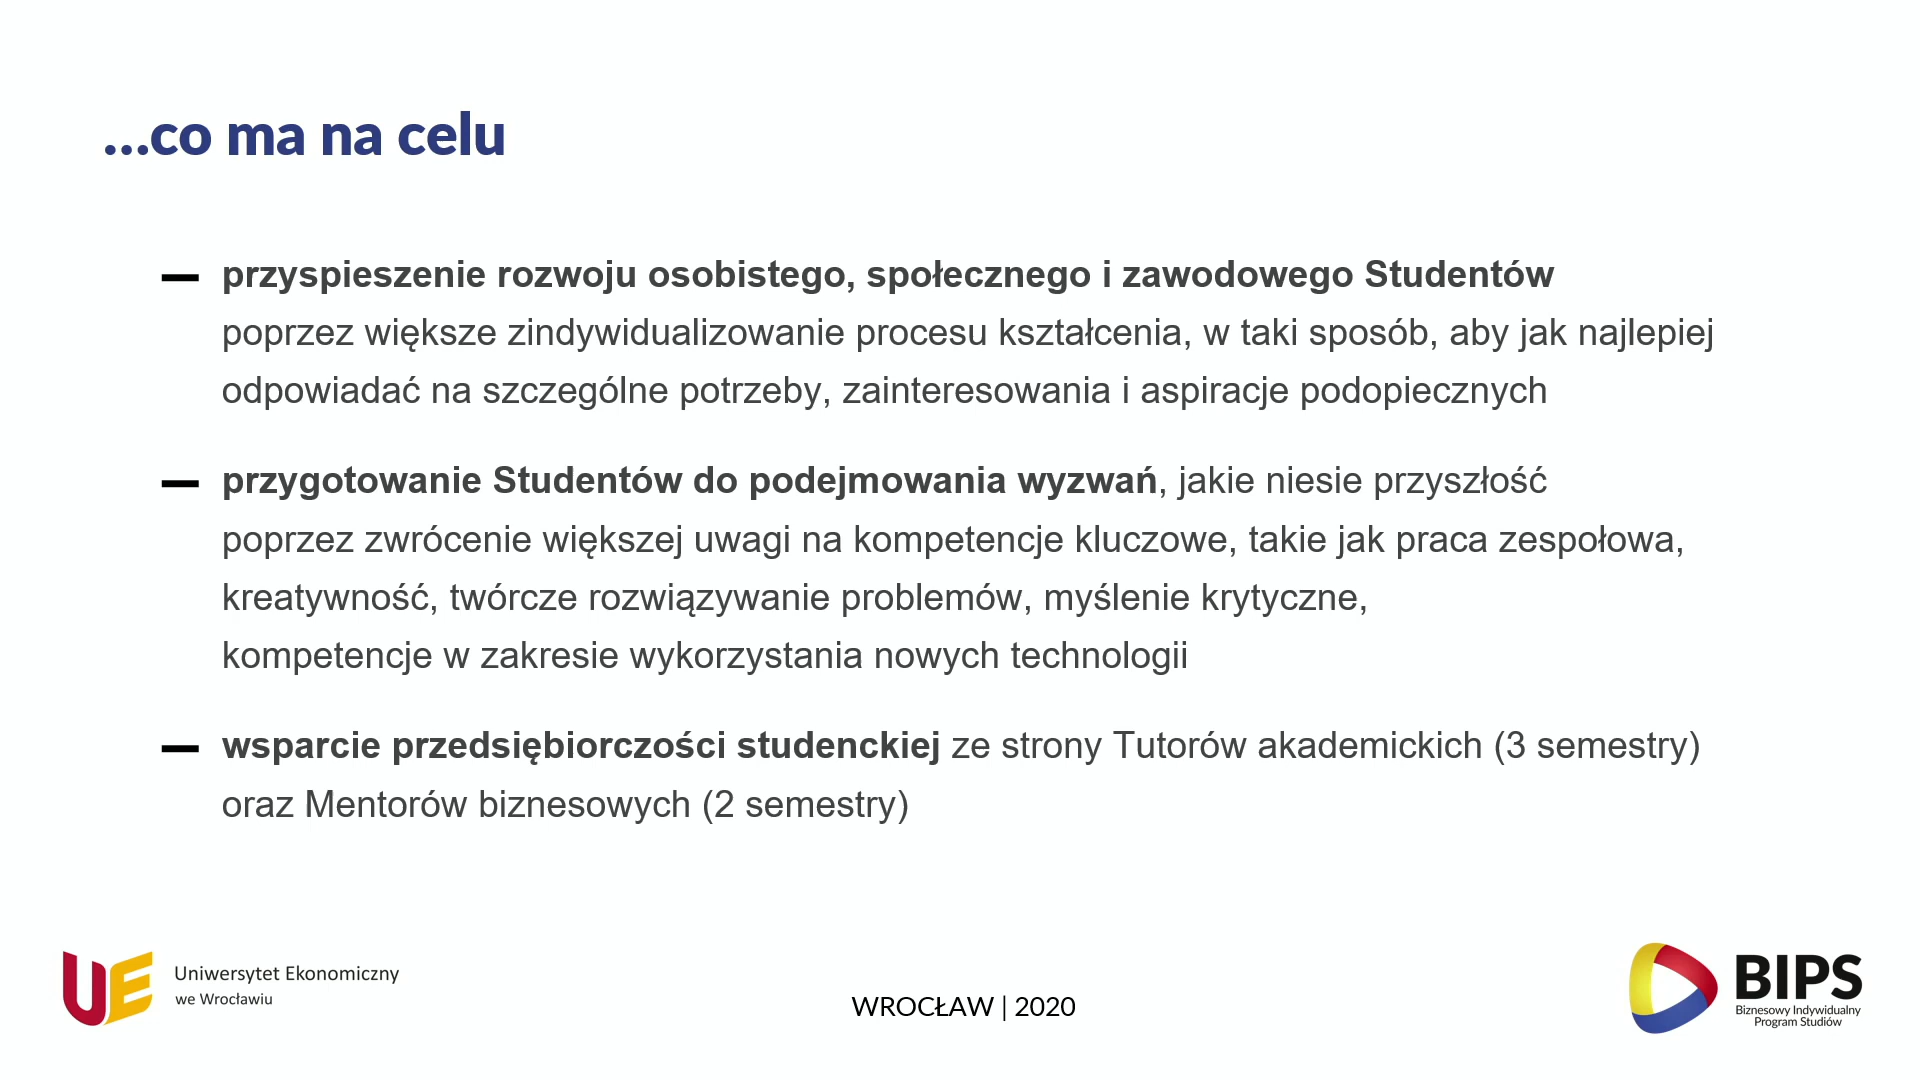 ...co ma na celu
przyspieszenie rozwoju osobistego, społecznego i zawodowego Studentów
poprzez większe zindywidualizowanie procesu kształcenia, w taki sposób, aby jak najlepiej
odpowiadać na szczególne potrzeby, zainteresowania i aspiracje podopiecznych
przygotowanie Studentów do podejmowania wyzwań, jakie niesie przyszłość
poprzez zwrócenie większej uwagi na kompetencje kluczowe, takie jak praca zespołowa,
kreatywność, twórcze rozwiązywanie problemów, myślenie krytyczne,
kompetencje w zakresie wykorzystania nowych technologii
wsparcie przedsiębiorczości studenckiej ze strony Tutorów akademickich (3 semestry)
oraz Mentorów biznesowych (2 semestry)
UE
Uniwersytet Ekonomiczny
we Wrocławiu
WROCŁAW | 2020
BIPS
Biznesowy Indywidualny
Program Studiów